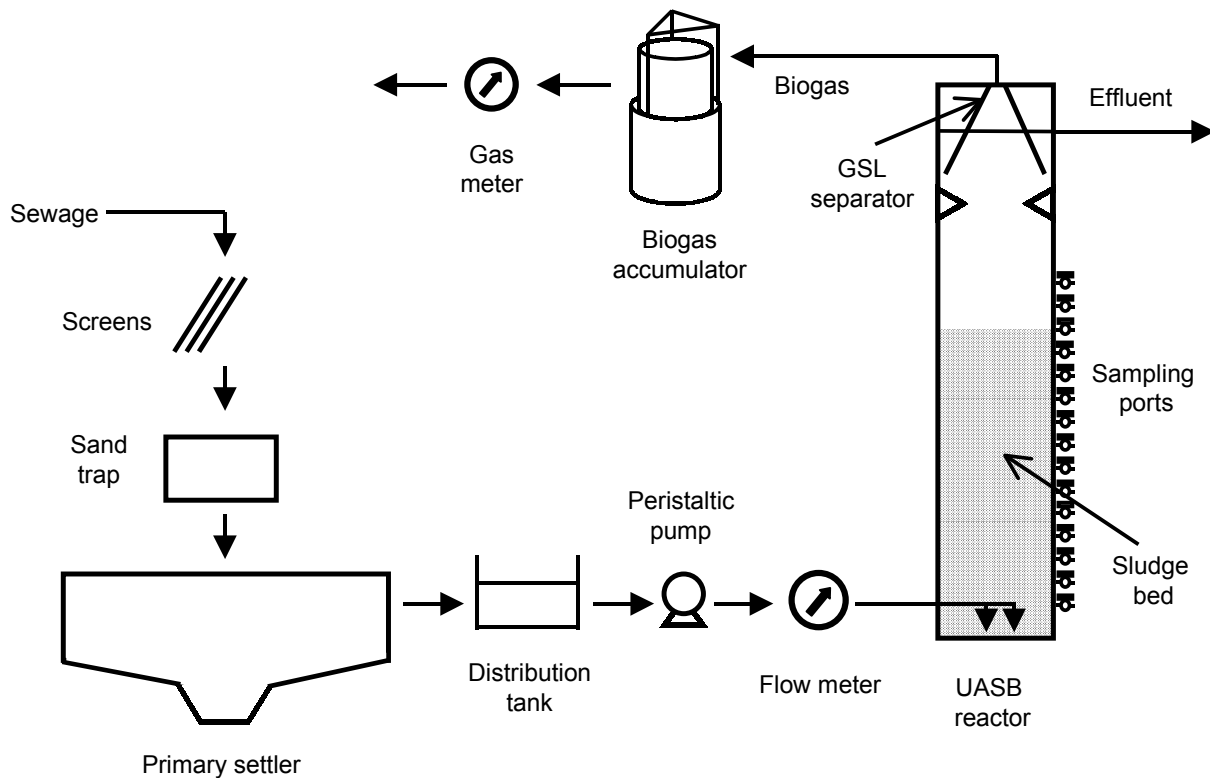 Biogas
Effluent
Gas
meter
GSL
separator
Sewage
Biogas
accumulator
Screens
Sampling
ports
Sand
trap
Peristaltic
pump
Sludge
bed
Distribution
tank
Flow meter
UASB
reactor
Primary settler